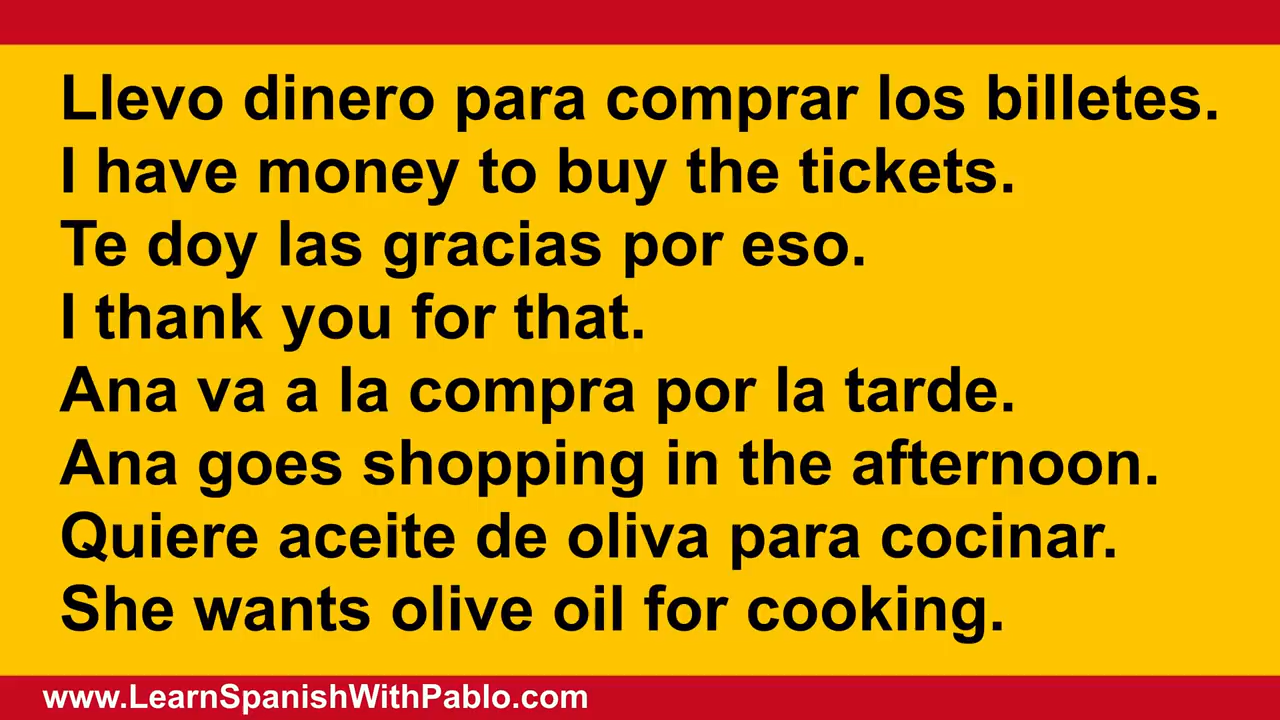 Llevo dinero para comprar los billetes.
I have money to buy the tickets.
Te doy las gracias por eso.
I thank you for that.
Ana va a la compra por la tarde.
Ana goes shopping in the afternoon.
Quiere aceite de oliva para cocinar.
She wants olive oil for cooking.
www.LearnSpanishWithPablo.com